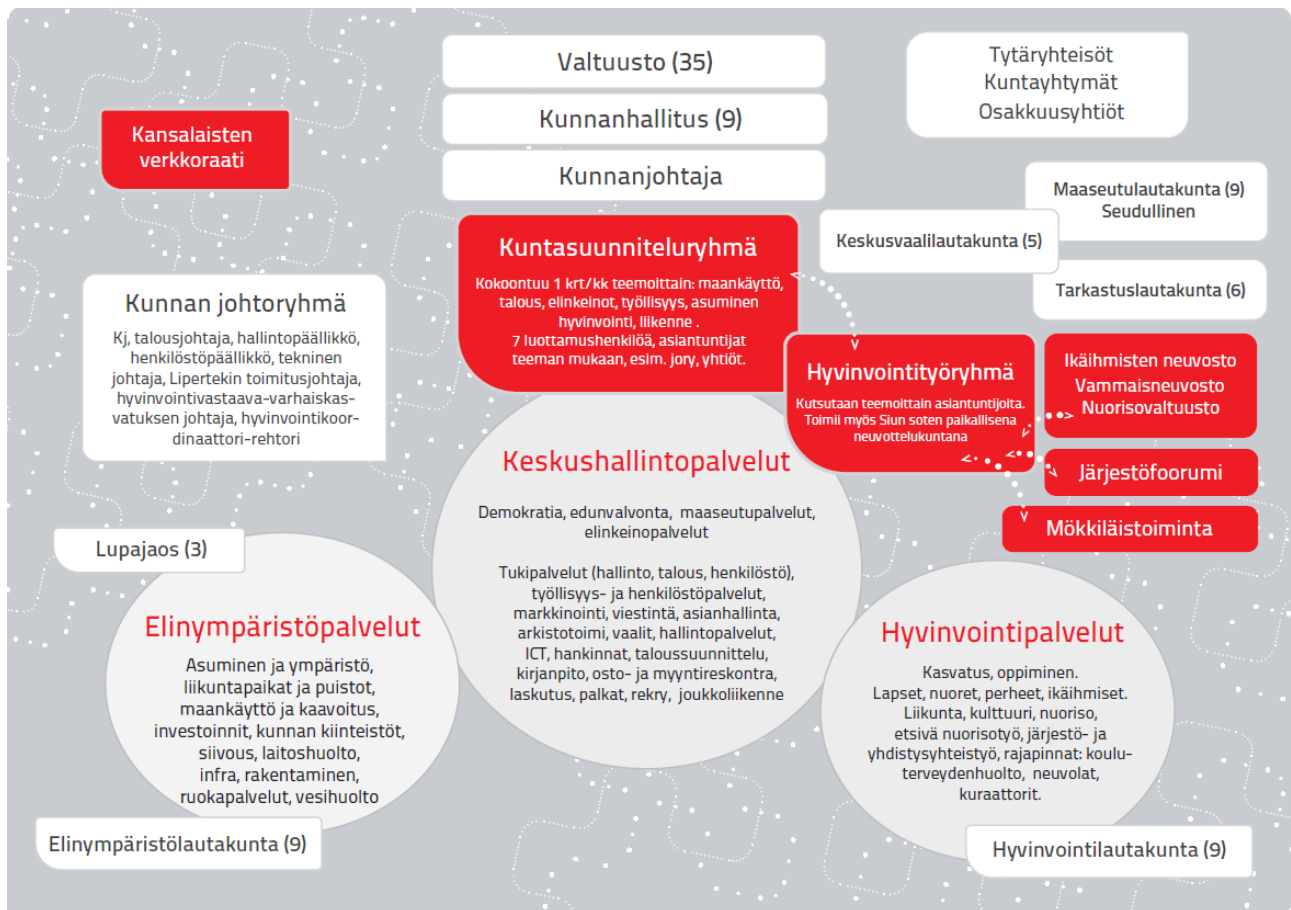 Valtuusto (35)
Kunnanhallitus (9)
Kunnanjohtaja
Tytäryhteisöt
Kuntayhtymät
Osakkuusyhtiöt
Kansalaisten
verkkoraati
Maaseutulautakunta (9)
Seudullinen
Keskusvaalilautakunta (5)
Tarkastuslautakunta (6)
Kuntasuunniteluryhmä
Kokoontuu 1 krt/kk teemoittain: maankäyttö,
talous, elinkeinot, työllisyys, asuminen
hyvinvointi, liikenne .
7 luottamushenkilöä, asiantuntijat
teeman mukaan, esim. jory, yhtiöt.
Kunnan johtoryhmä
Kj, talousjohtaja, hallintopäällikkö,
henkilöstöpäällikkö, tekninen
johtaja, Lipertekin toimitusjohtaja,
hyvinvointivastaava-varhaiskas-
vatuksen johtaja, hyvinvointikoor-
dinaattori-rehtori
Hyvinvointityöryhmä
Kutsutaan teemoittain asiantuntijoita.
Toimii myös Siun soten paikallisena
neuvottelukuntana
Ikäihmisten neuvosto
Vammaisneuvosto
Nuorisovaltuusto
Järjestöfoorumi
Mökkiläistoiminta
Keskushallintopalvelut
Demokratia, edunvalvonta, maaseutupalvelut,
elinkeinopalvelut
Tukipalvelut (hallinto, talous, henkilöstö),
työllisyys- ja henkilöstöpalvelut,
markkinointi, viestintä, asianhallinta,
arkistotoimi, vaalit, hallintopalvelut,
ICT, hankinnat, taloussuunnittelu,
kirjanpito, osto- ja myyntireskontra,
laskutus, palkat, rekry, joukkoliikenne
Lupajaos (3)
Elinympäristöpalvelut
Asuminen ja ympäristö,
liikuntapaikat ja puistot,
maankäyttö ja kaavoitus,
investoinnit, kunnan kiinteistöt,
siivous, laitoshuolto,
infra, rakentaminen,
ruokapalvelut, vesihuolto
Elinympäristölautakunta (9)
Hyvinvointipalvelut
Kasvatus, oppiminen.
Lapset, nuoret, perheet, ikäihmiset.
Liikunta, kulttuuri, nuoriso,
etsivä nuorisotyö, järjestö- ja
yhdistysyhteistyö, rajapinnat: koulu-
terveydenhuolto, neuvolat,
kuraattorit.
Hyvinvointilautakunta (9)